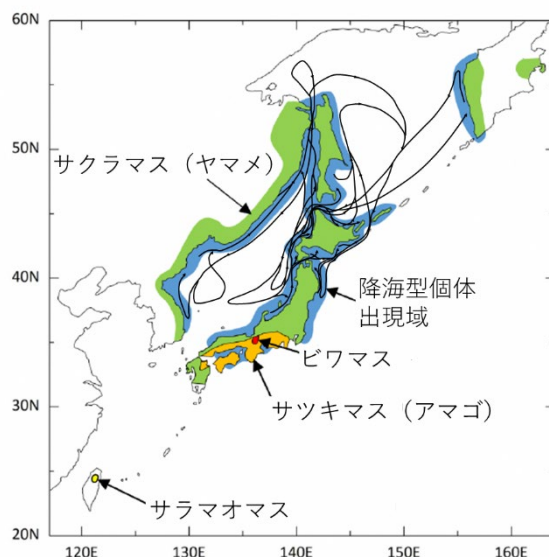 60N
50N
サクラマス（ヤマメ）
40N
降海型個体
出現域
ビワマス
サツキマス（アマゴ）
30N
サラマオマス
20N
120E
130E
140E
150E
160E